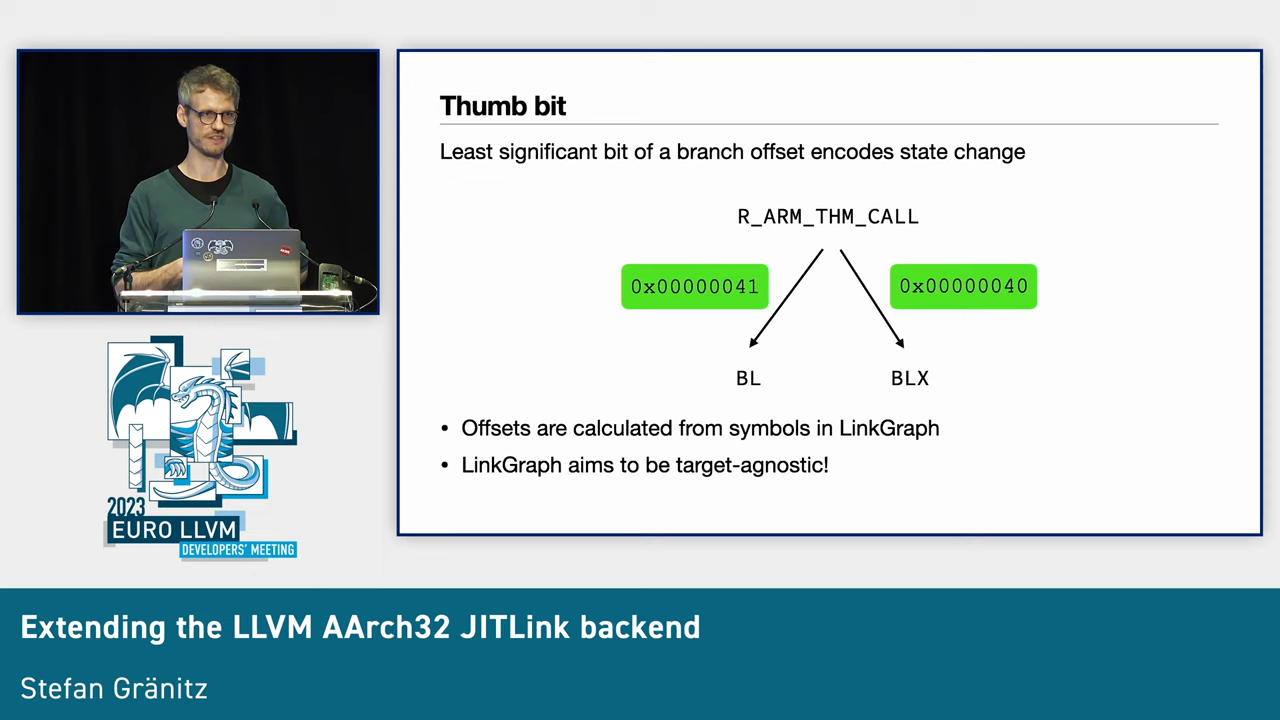 Thumb bit
Least significant bit of a branch offset encodes state change
R_ARM_THM_CALL
0x00000041
0x00000040
BL
BLX
• Offsets are calculated from symbols in LinkGraph
• LinkGraph aims to be target-agnostic!
2023
EURO LLVM
DEVELOPERS' MEETING
Extending the LLVM AArch32 JITLink backend
Stefan Gränitz